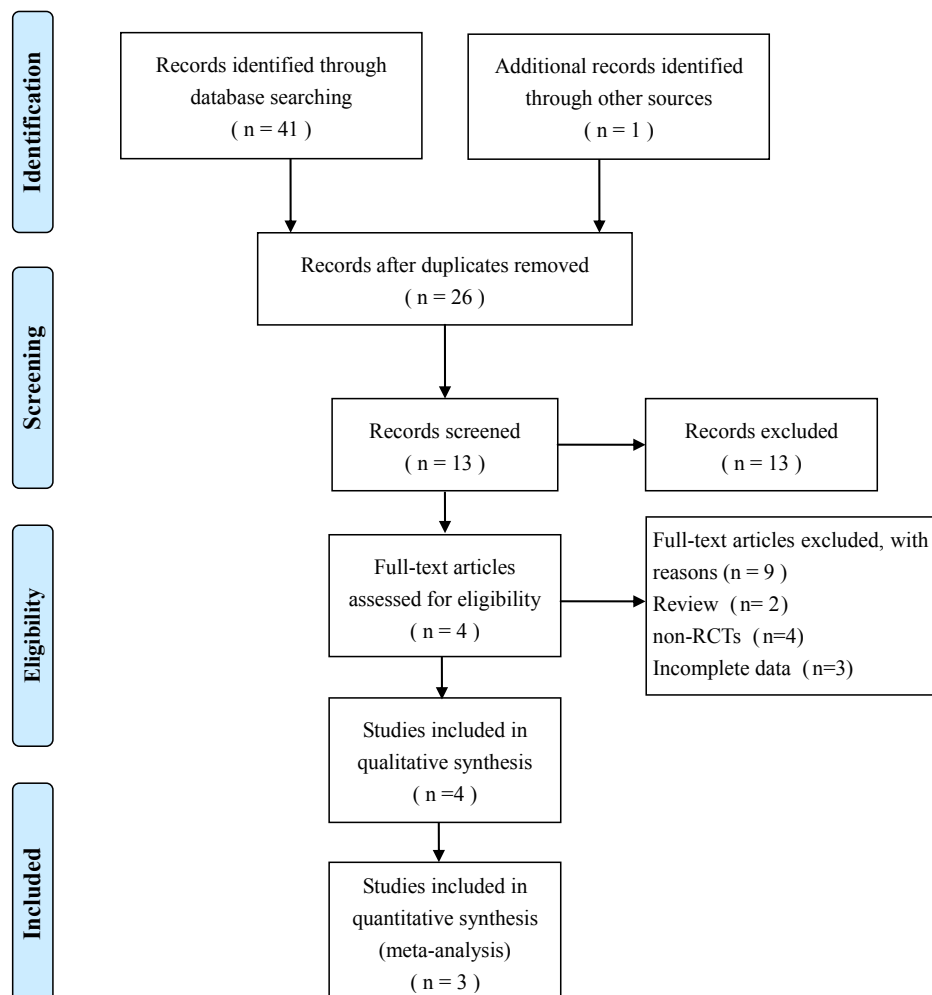 Identification
Records identified through
database searching
( n = 41 )
Additional records identified
through other sources
( n = 1 )
Records after duplicates removed
( n = 26 )
Screening
Records screened
( n = 13 )
Records excluded
( n = 13 )
Eligibility
Full-text articles
assessed for eligibility
( n = 4 )
Full-text articles excluded, with
reasons (n = 9 )
Review (n= 2)
non-RCTs (n=4)
Incomplete data (n=3)
Studies included in
qualitative synthesis
( n =4 )
Included
Studies included in
quantitative synthesis
(meta-analysis)
( n = 3 )